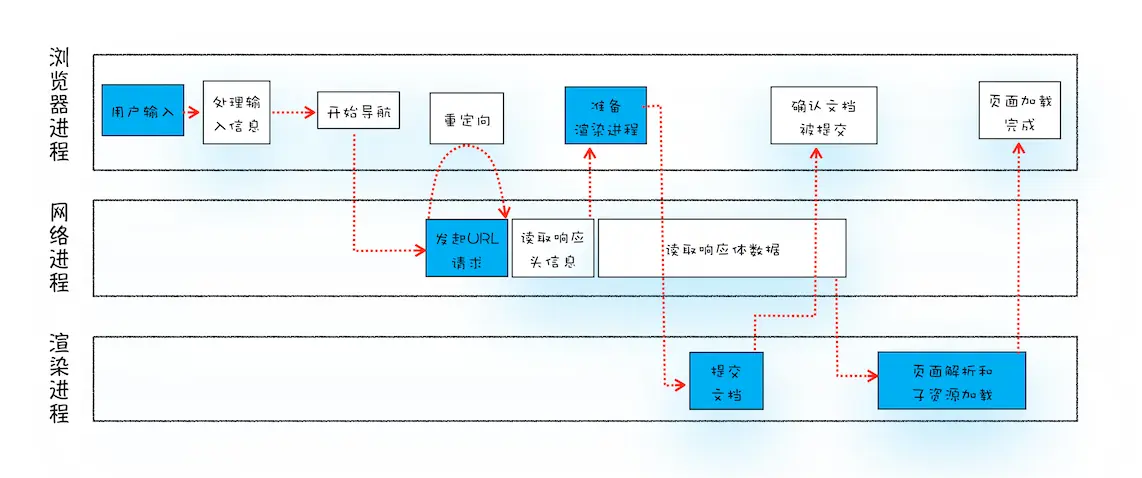 浏览器进程
用户输入
处理输
入信息
开始导航
重定向
准备
渲染进程
确认文档
被提交
页面加载
完成
网络进程
发起URL
请求
读取响应
头信息
读取响应体数据
渲染进程
提交
文档
页面解析和
子资源加载